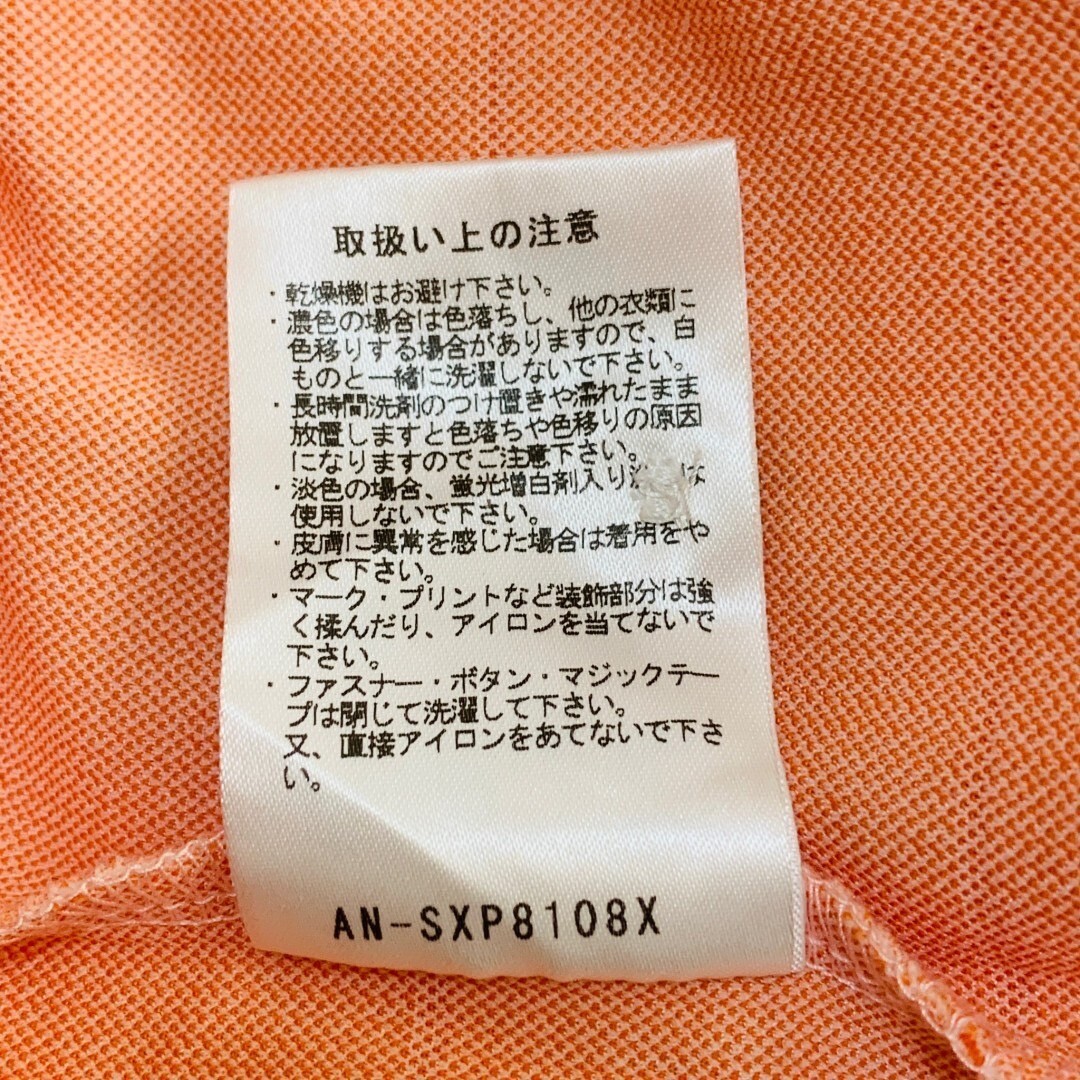 取扱い上の注意
・乾燥機はお避け下さい。
・濃色の場合は色落ちし、他の衣類に
色移りする場合がありますので、白
ものと一緒に洗濯しないで下さい。
・長時間洗剤のつけ置きや濡れたまま
放置しますと色落ちや色移りの原因
になりますのでご注意下さい。
・淡色の場合、蛍光増白剤入り は
使用しないで下さい。
・皮膚に異常を感じた場合は着用をや
めて下さい。
・マーク・プリントなど装飾部分は強
く揉んだり、アイロンを当てないで
下さい。
・ファスナー・ボタン・マジックテー
プは閉じて洗濯して下さい。
又、直接アイロンをあてないで下さ
い。
AN-SXP8108X